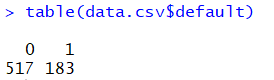 > table(data.csv$default)
0 1
517 183